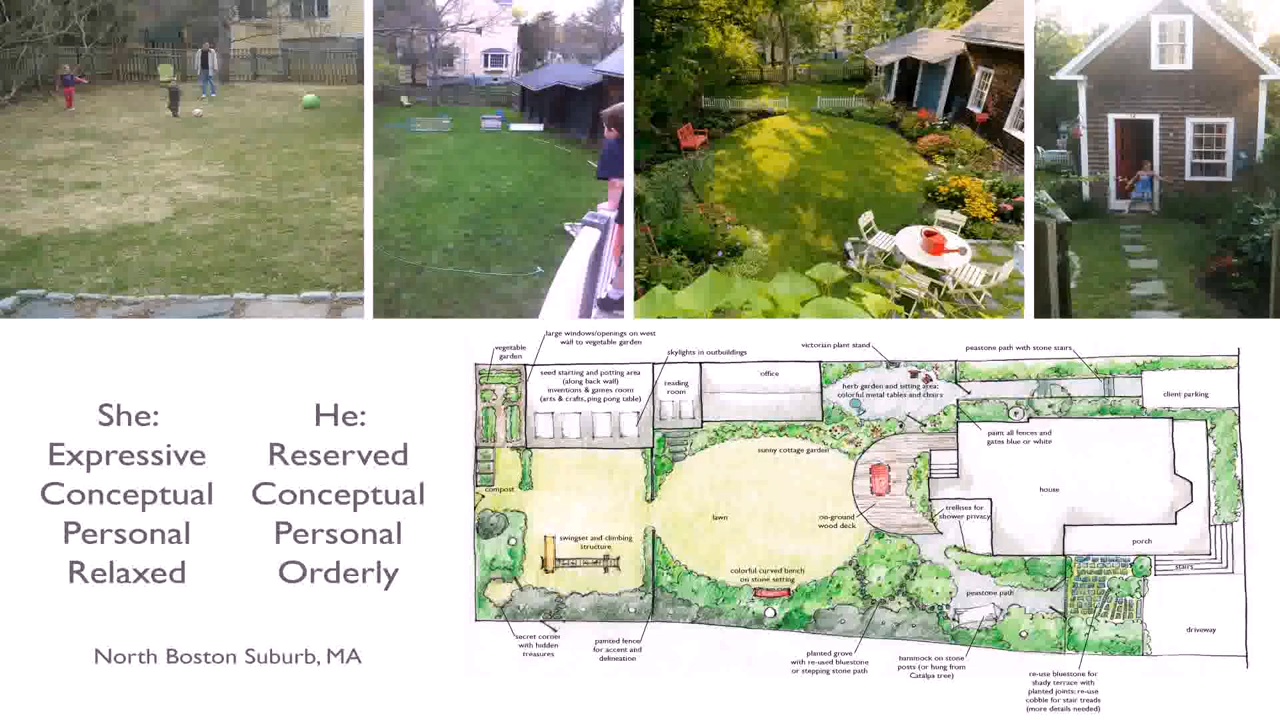 large windows/openings on west
wall to vegetable garden
vegetable
garden
skylights in outbuildings
victorian plant stand
peastone path with stone stairs
seed starting and potting area
(along back wall)
inventions & games room
(arts & crafts, ping pong table)
reading
room
office
herb garden and sitting area:
colorful metal tables and chairs
client parking
paint all fences and
gates blue or white
sunny cottage garden
compost
lawn
on-ground
wood deck
trellises for
shower privacy
house
swingset and climbing
structure
porch
colorful curved bench
on stone setting
stairs
peastone path
driveway
secret corner
with hidden
treasures
painted fence
for accent and
delineation
planted grove
with re-used bluestone
or stepping stone path
hammock on stone
posts (or hung from
Catalpa tree)
re-use bluestone for
shady terrace with
planted joints; re-use
cobble for stair treads
(more details needed)
She:
Expressive
Conceptual
Personal
Relaxed
He:
Reserved
Conceptual
Personal
Orderly
North Boston Suburb, MA